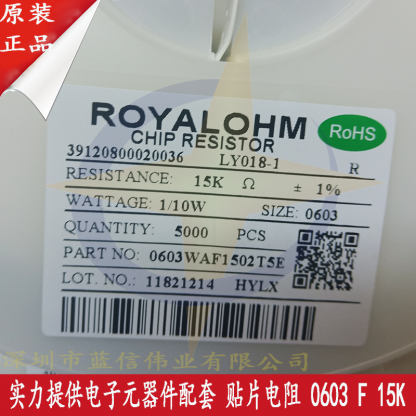 原装
正品
ROYALOHM
CHIP RESISTOR
RoHS
39120800020036 LY018-1 R
RESISTANCE: 15K Ω ± 1%
WATTAGE: 1/10W SIZE: 0603
QUANTITY: 5000 PCS
PART NO: 0603WAF1502T5E
LOT. NO: 11821214 HYLX
深圳市蓝信伟业有限公司
实力提供电子元器件配套 贴片电阻 0603 F 15K